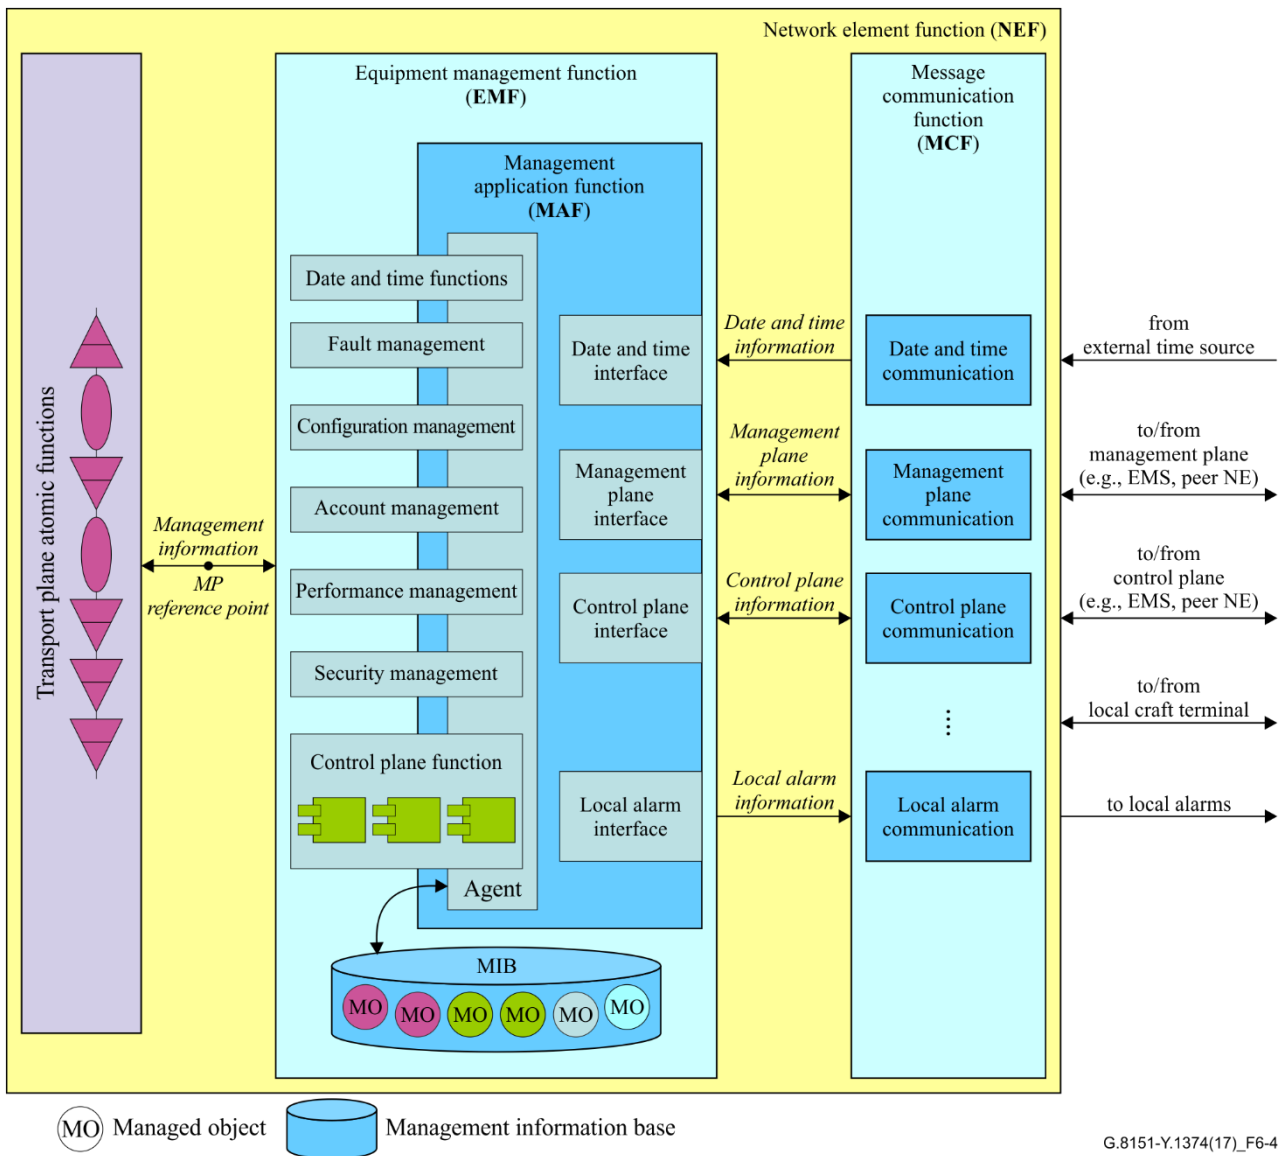 Network element function (NEF)
Transport plane atomic functions
Management
information
MP
reference point
Equipment management function
(EMF)
Management
application function
(MAF)
Date and time functions
Fault management
Configuration management
Account management
Performance management
Security management
Control plane function
Agent
Date and time
interface
Management
plane
interface
Control plane
interface
Local alarm
interface
MIB
MO
MO
MO
MO
MO
MO
Date and time
information
Management
plane
information
Control plane
information
Local alarm
information
Message
communication
function
(MCF)
Date and time
communication
Management
plane
communication
Control plane
communication
Local alarm
communication
from
external time source
to/from
management plane
(e.g., EMS, peer NE)
to/from
control plane
(e.g., EMS, peer NE)
to/from
local craft terminal
to local alarms
MO Managed object
Management information base
G.8151-Y.1374(17)_F6-4